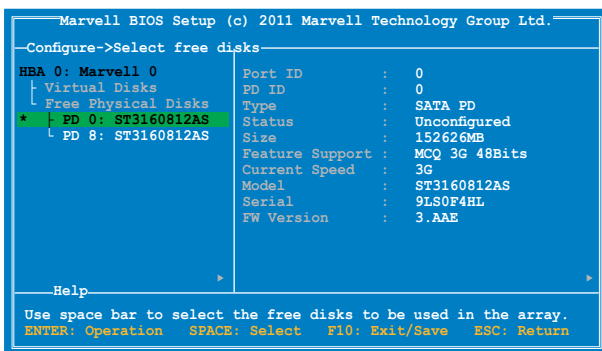 Marvell BIOS Setup (c) 2011 Marvell Technology Group Ltd.
Configure->Select free disks
HBA 0: Marvell 0
Virtual Disks
Free Physical Disks
* PD 0: ST3160812AS
PD 8: ST3160812AS
Port ID : 0
PD ID : 0
Type : SATA PD
Status : Unconfigured
Size : 152626MB
Feature Support : MCQ 3G 48Bits
Current Speed : 3G
Model : ST3160812AS
Serial : 9LS0F4HL
FW Version : 3.AAE
Help
Use space bar to select the free disks to be used in the array.
ENTER: Operation SPACE: Select F10: Exit/Save ESC: Return